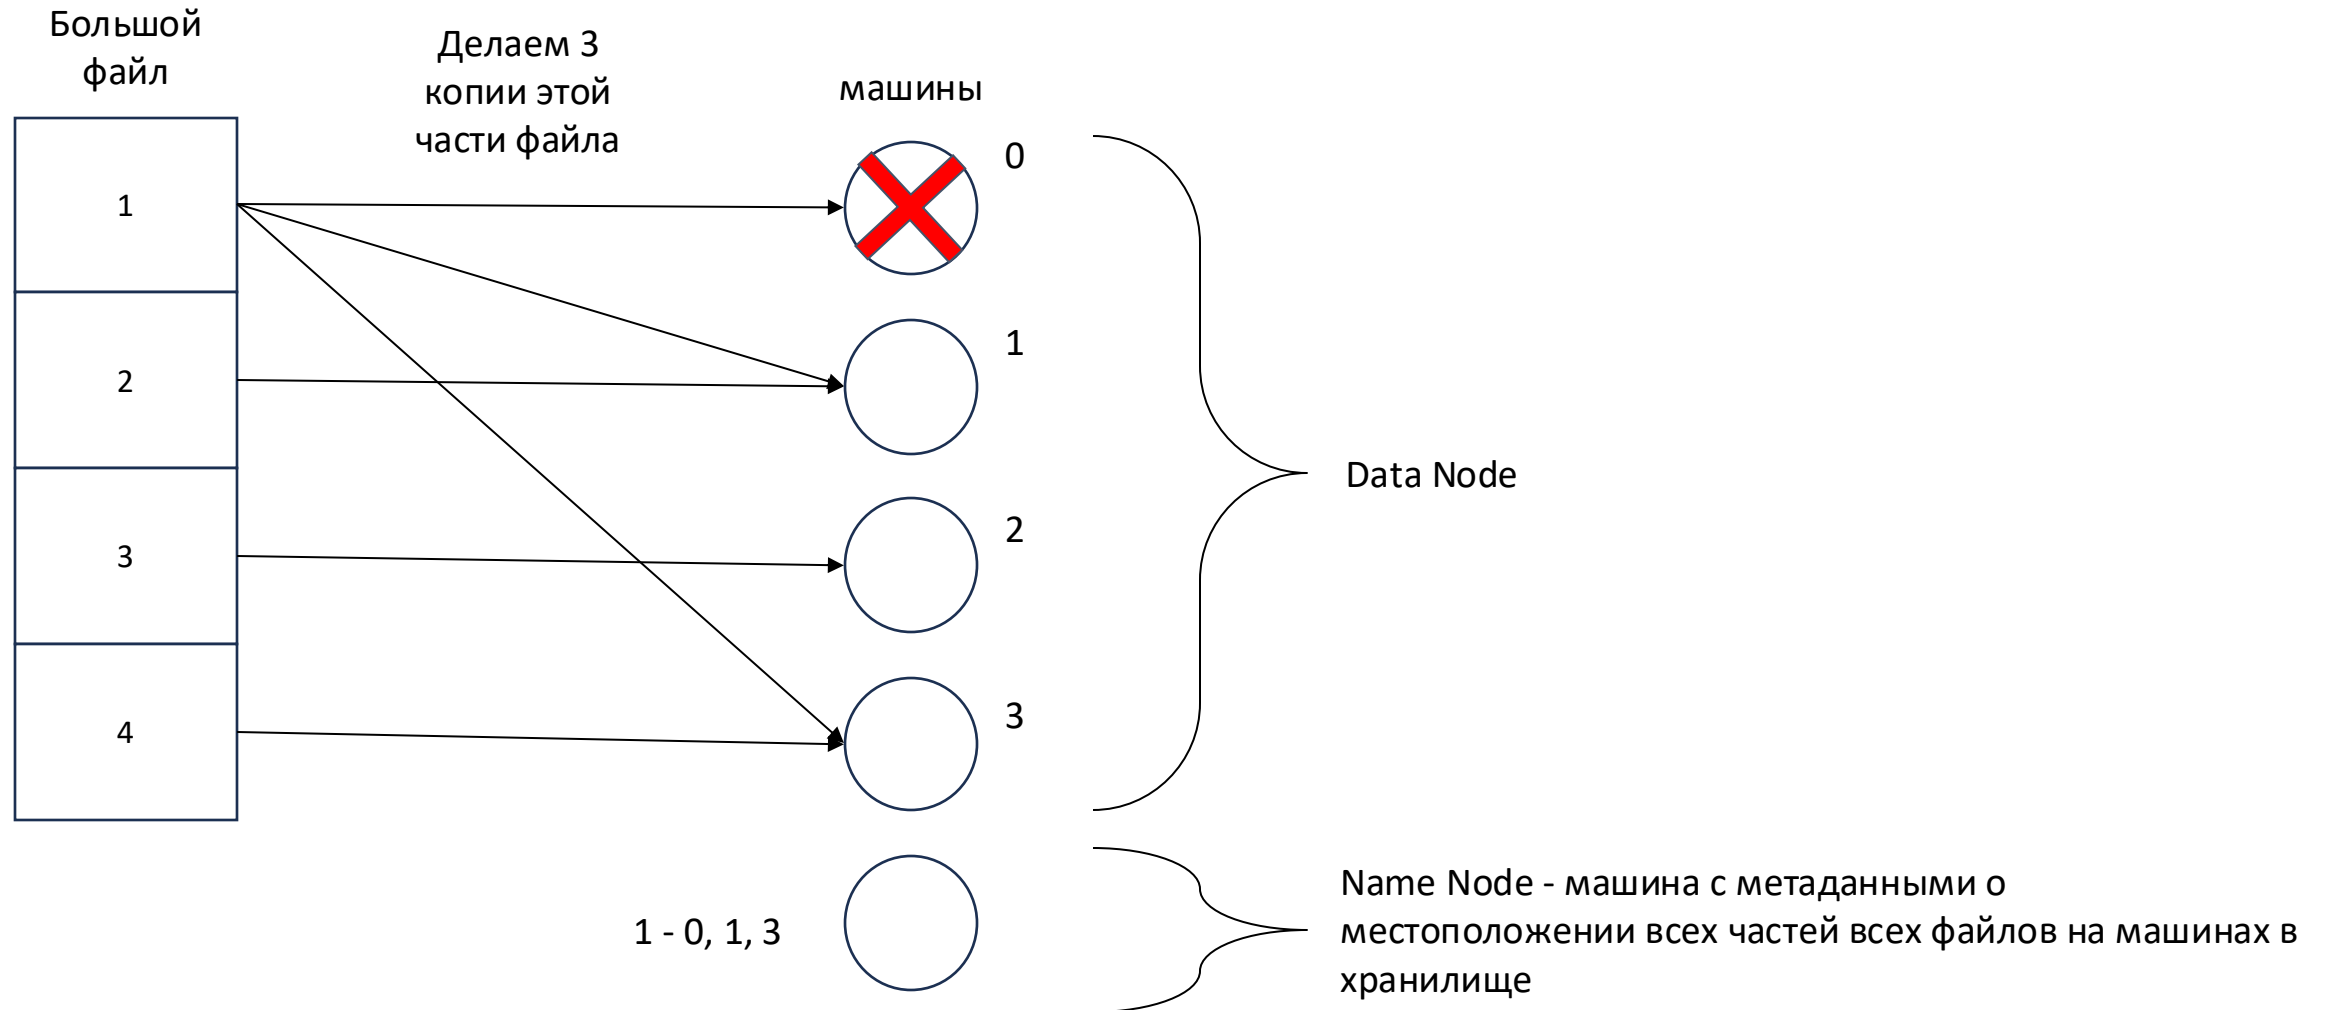 Большой
файл
Делаем 3
копии этой
части файла
машины
0
1
1
2
2
3
3
4
Data Node
1 - 0, 1, 3
Name Node - машина с метаданными о
местоположении всех частей всех файлов на машинах в
хранилище